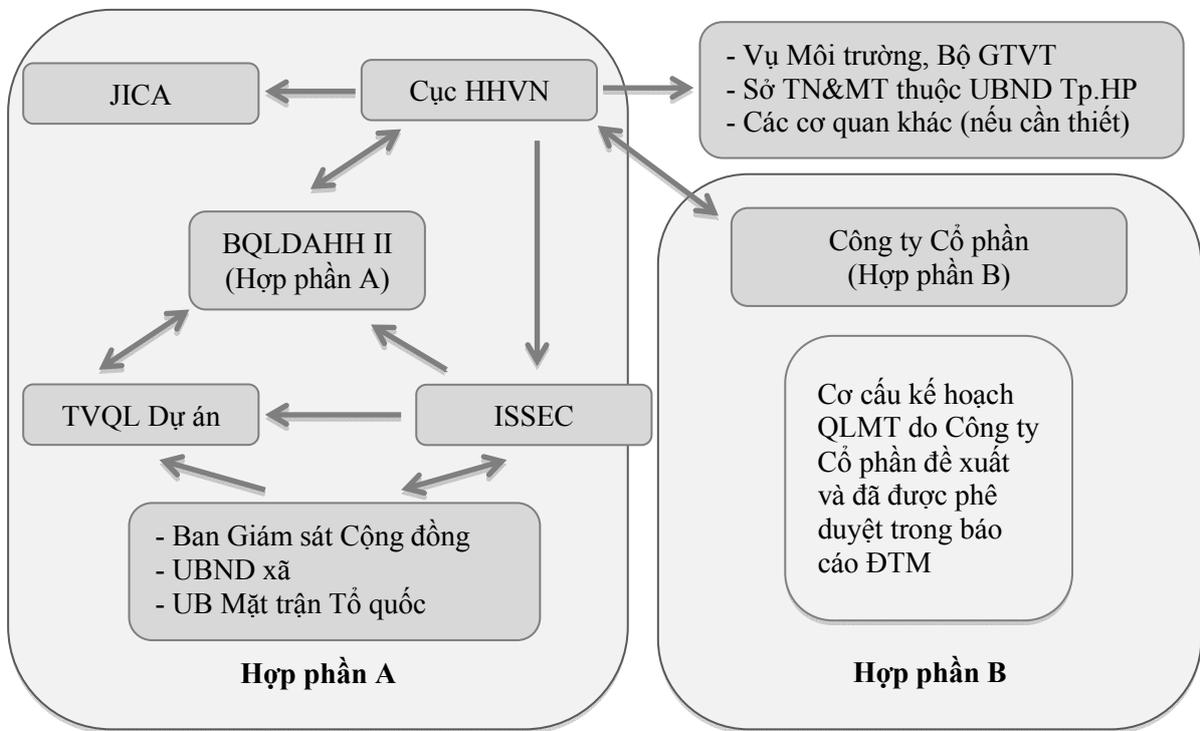 JICA
Cục HHVN
- Vụ Môi trường, Bộ GTVT
- Sở TN&MT thuộc UBND Tp.HP
- Các cơ quan khác (nếu cần thiết)
BQLDAHH II
(Hợp phần A)
Công ty Cổ phần
(Hợp phần B)
TVQL Dự án
ISSEC
Cơ cấu kế hoạch
QLMT do Công ty
Cổ phần đề xuất
và đã được phê
duyệt trong báo
cáo ĐTM
- Ban Giám sát Cộng đồng
- UBND xã
- UB Mặt trận Tổ quốc
Hợp phần A
Hợp phần B